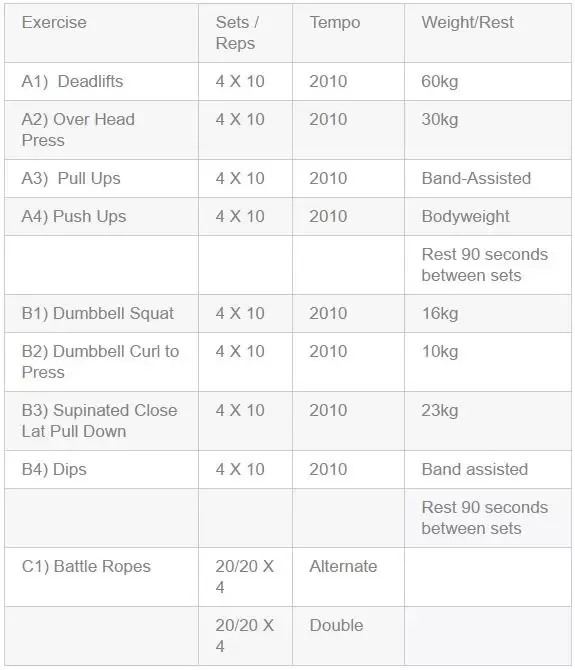 Exercise Sets / Tempo Weight/Rest
Reps
A1) Deadlifts 4 X 10 2010 60kg
A2) Over Head 4 X 10 2010 30kg
Press
A3) Pull Ups 4 X 10 2010 Band-Assisted
A4) Push Ups 4 X 10 2010 Bodyweight
Rest 90 seconds
between sets
B1) Dumbbell Squat 4 X 10 2010 16kg
B2) Dumbbell Curl to 4 X 10 2010 10kg
Press
B3) Supinated Close 4 X 10 2010 23kg
Lat Pull Down
B4) Dips 4 X 10 2010 Band assisted
Rest 90 seconds
between sets
C1) Battle Ropes 20/20 X Alternate
4
20/20 X Double
4